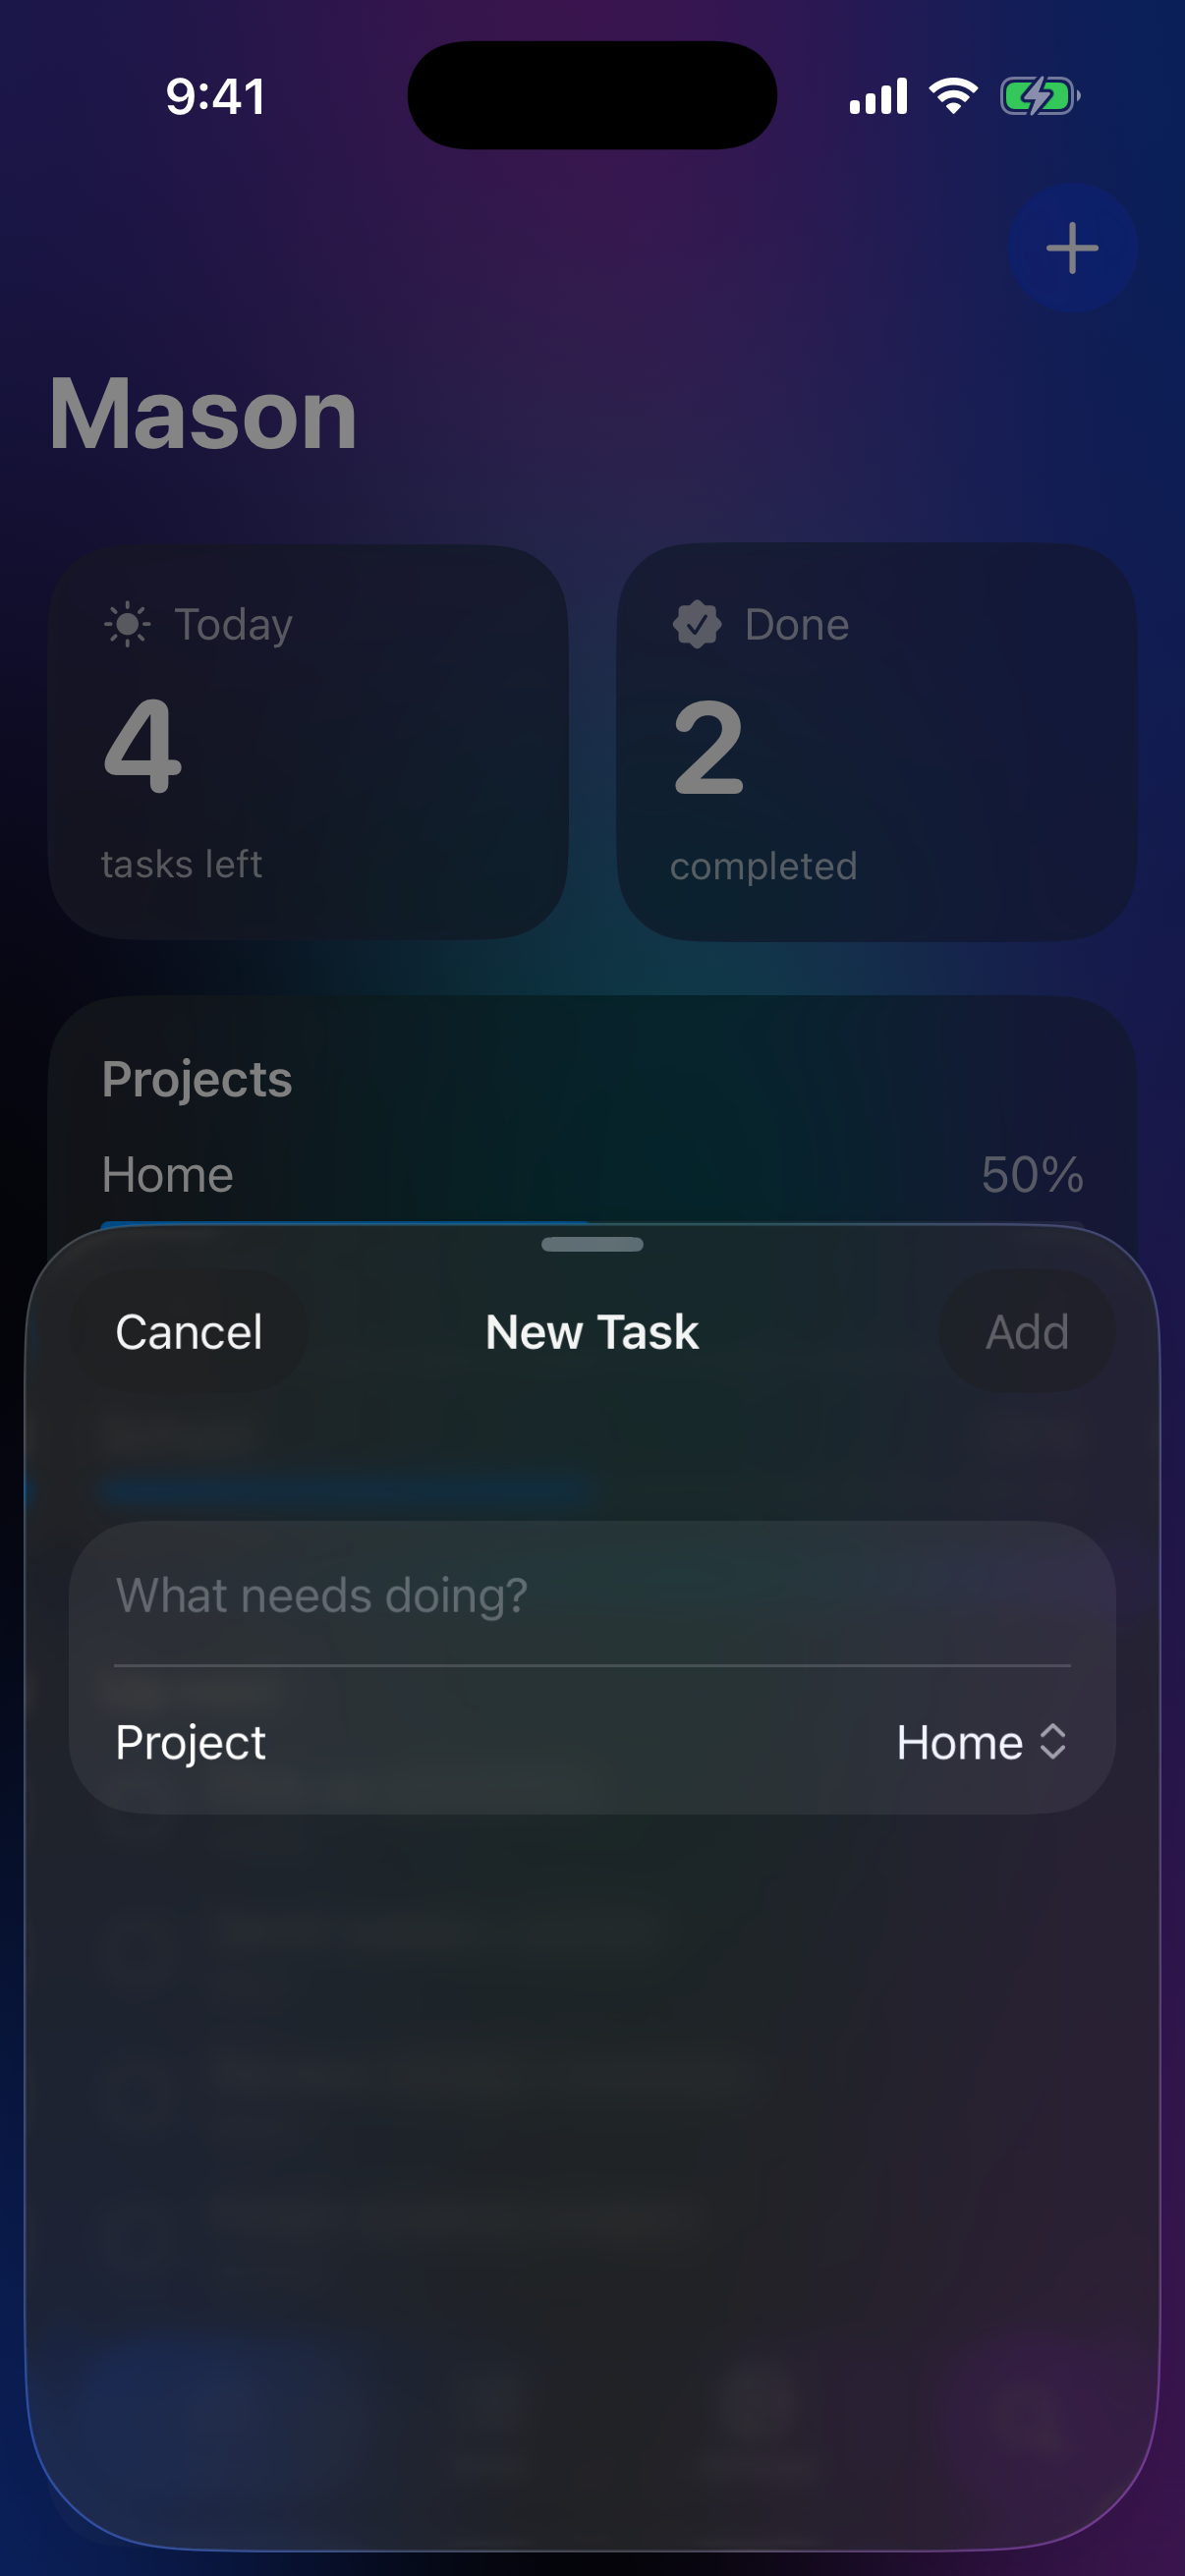 9:41
Mason
Today
Done
4
2
tasks left
completed
Projects
Home 50%
Cancel New Task Add
What needs doing?
Project Home